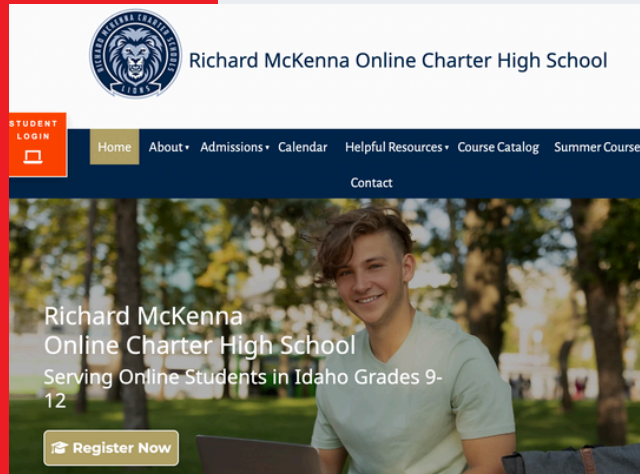 RICHARD MCKENNA CHARTER SCHOOLS
LIONS
Richard McKenna Online Charter High School
STUDENT
LOGIN
Home About Admissions Calendar Helpful Resources Course Catalog Summer Course
Contact
Richard McKenna
Online Charter High School
Serving Online Students in Idaho Grades 9-
12
Register Now